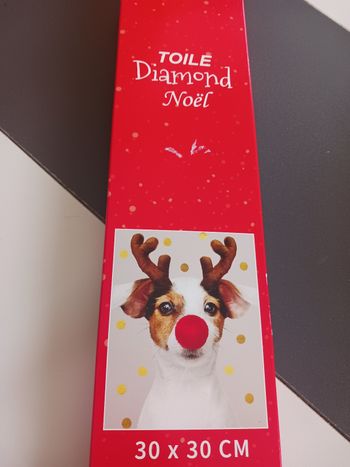 TOILE
Diamond
Noël
30 x 30 CM